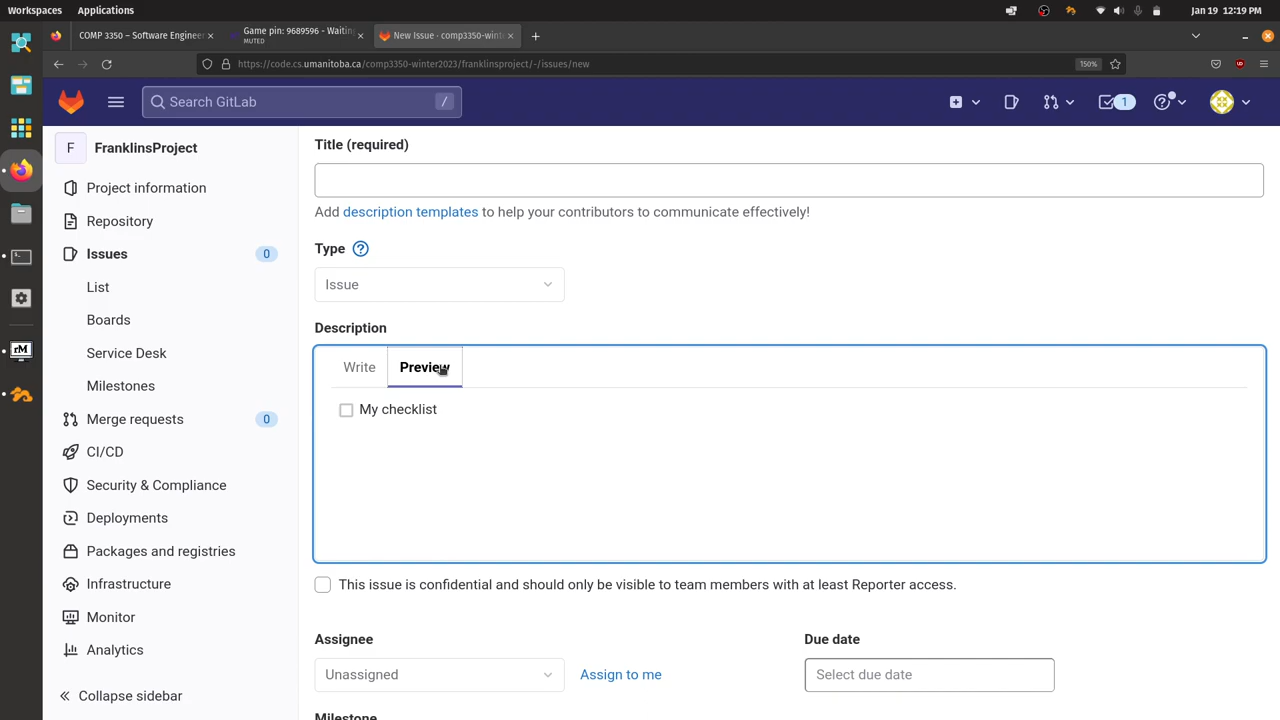 Workspaces Applications Jan 19 12:19 PM
COMP 3350 – Software Engineer × Game pin: 9689596 - Waitin × New Issue · comp3350-wint × +
MUTED
https://code.cs.umanitoba.ca/comp3350-winter2023/franklinsproject/-/issues/new 150%
Search GitLab / 1
F FranklinsProject
Project information
Repository
Issues 0
List
Boards
Service Desk
Milestones
Merge requests 0
CI/CD
Security & Compliance
Deployments
Packages and registries
Infrastructure
Monitor
Analytics
Collapse sidebar
Title (required)
Add description templates to help your contributors to communicate effectively!
Type ?
Issue
Description
Write Preview
My checklist
This issue is confidential and should only be visible to team members with at least Reporter access.
Assignee Due date
Unassigned Assign to me Select due date
Milestone